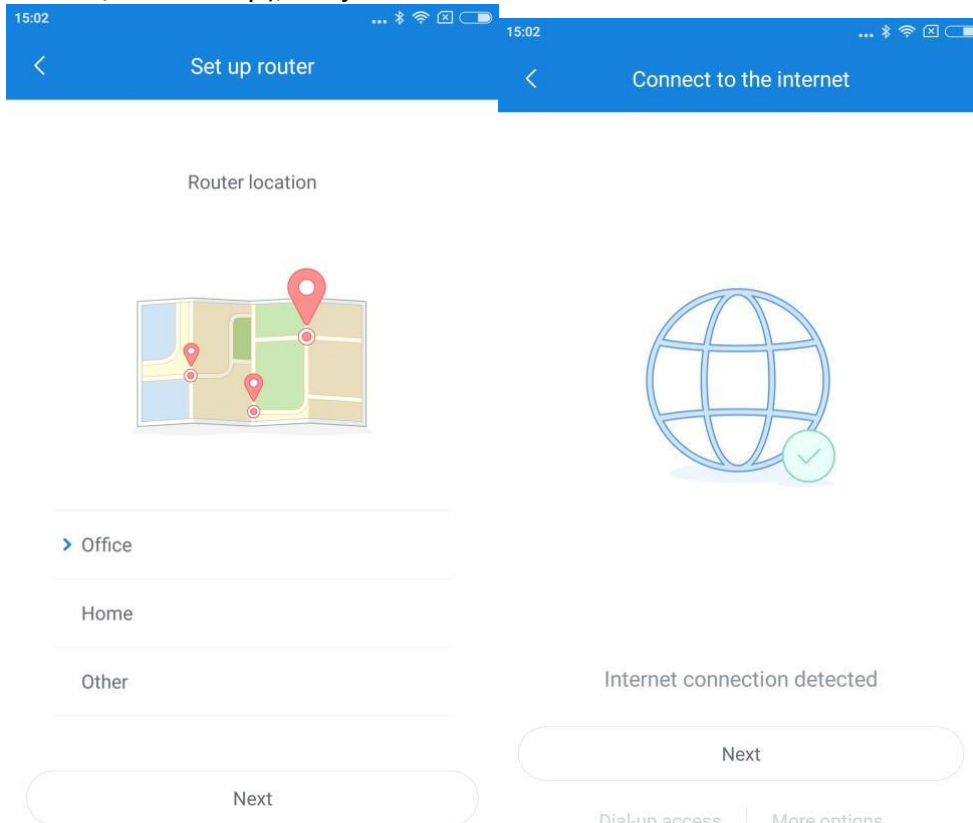 15:02
Set up router
Router location
Office
Home
Other
Next
15:02
Connect to the internet
Internet connection detected
Next
Dial-up access
More options